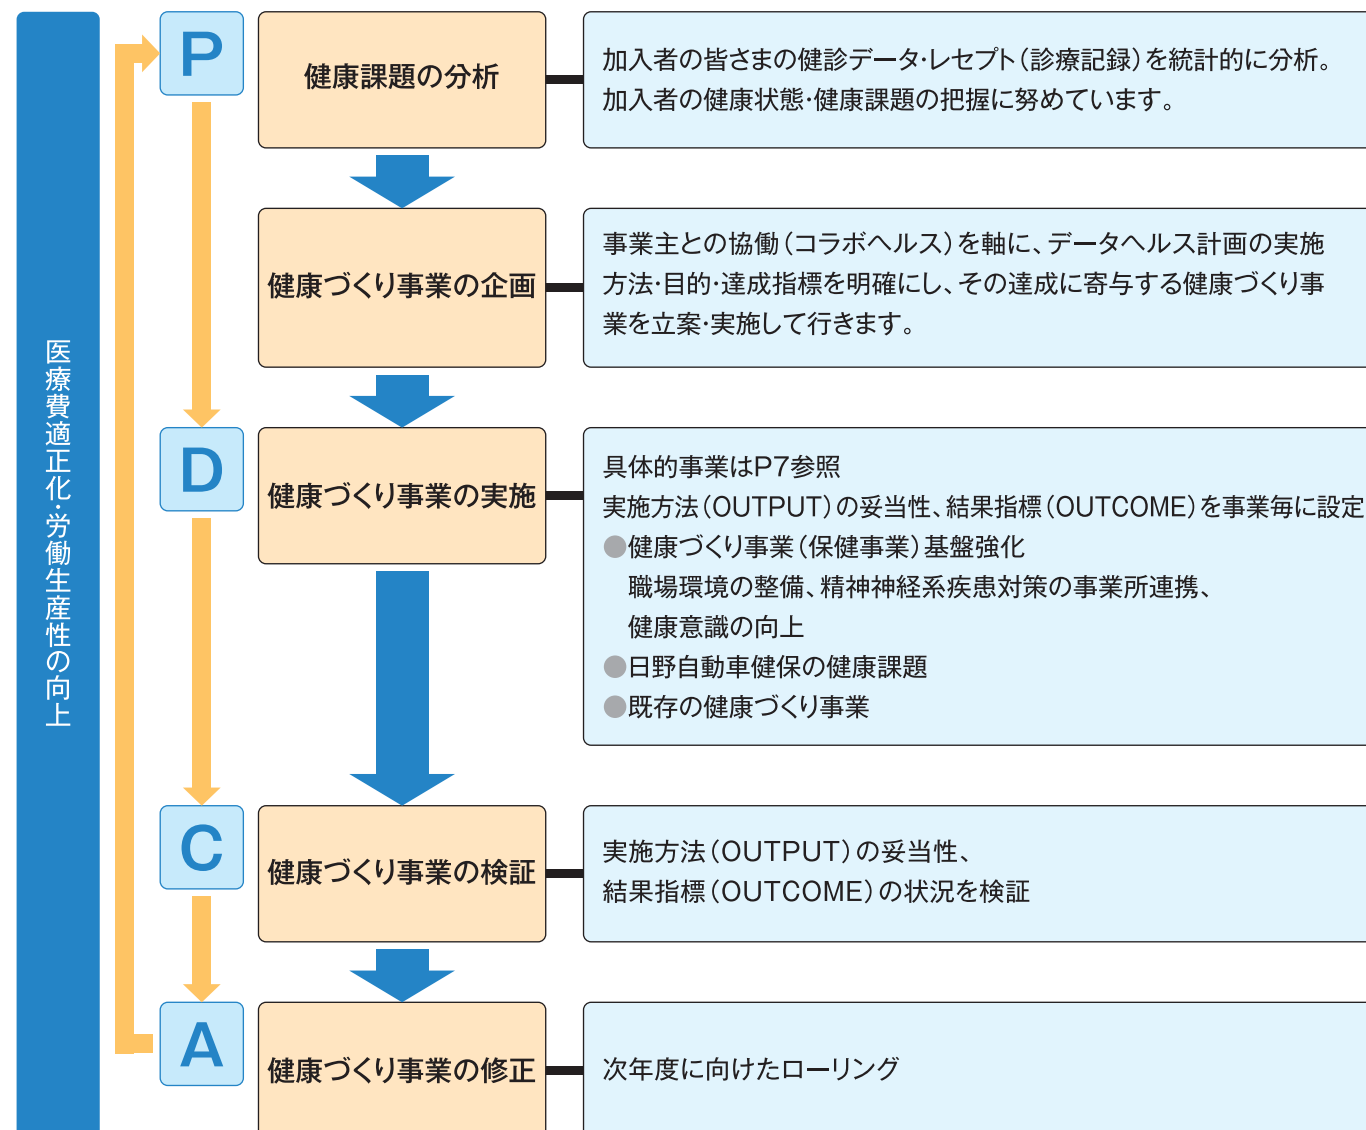 医療費適正化・労働生産性の向上
P
健康課題の分析
加入者の皆さまの健診データ・レセプト（診療記録）を統計的に分析。
加入者の健康状態・健康課題の把握に努めています。
健康づくり事業の企画
事業主との協働（コラボヘルス）を軸に、データヘルス計画の実施
方法・目的・達成指標を明確にし、その達成に寄与する健康づくり事
業を立案・実施して行きます。
D
健康づくり事業の実施
具体的事業はP7参照
実施方法（OUTPUT）の妥当性、結果指標（OUTCOME）を事業毎に設定
●健康づくり事業（保健事業）基盤強化
職場環境の整備、精神神経系疾患対策の事業所連携、
健康意識の向上
●日野自動車健保の健康課題
●既存の健康づくり事業
C
健康づくり事業の検証
実施方法（OUTPUT）の妥当性、
結果指標（OUTCOME）の状況を検証
A
健康づくり事業の修正
次年度に向けたローリング